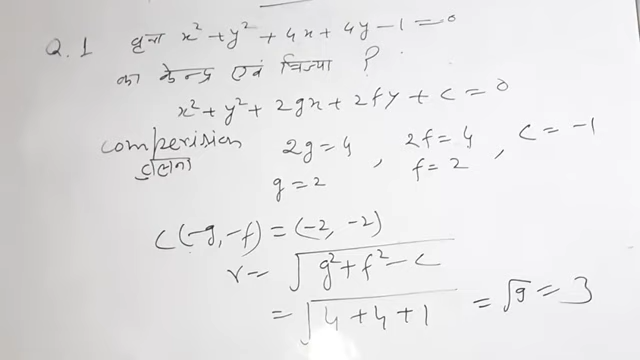 Q.1 वृत्त x² + y² + 4x + 4y - 1 = 0
का केन्द्र एवं त्रिज्या ?
x² + y² + 2gx + 2fy + c = 0
comperision 2g = 4 , 2f = 4 , c = -1
g = 2 f = 2
C(-g, -f) = (-2, -2)
r = √g² + f² - c
= √4 + 4 + 1 = √9 = 3